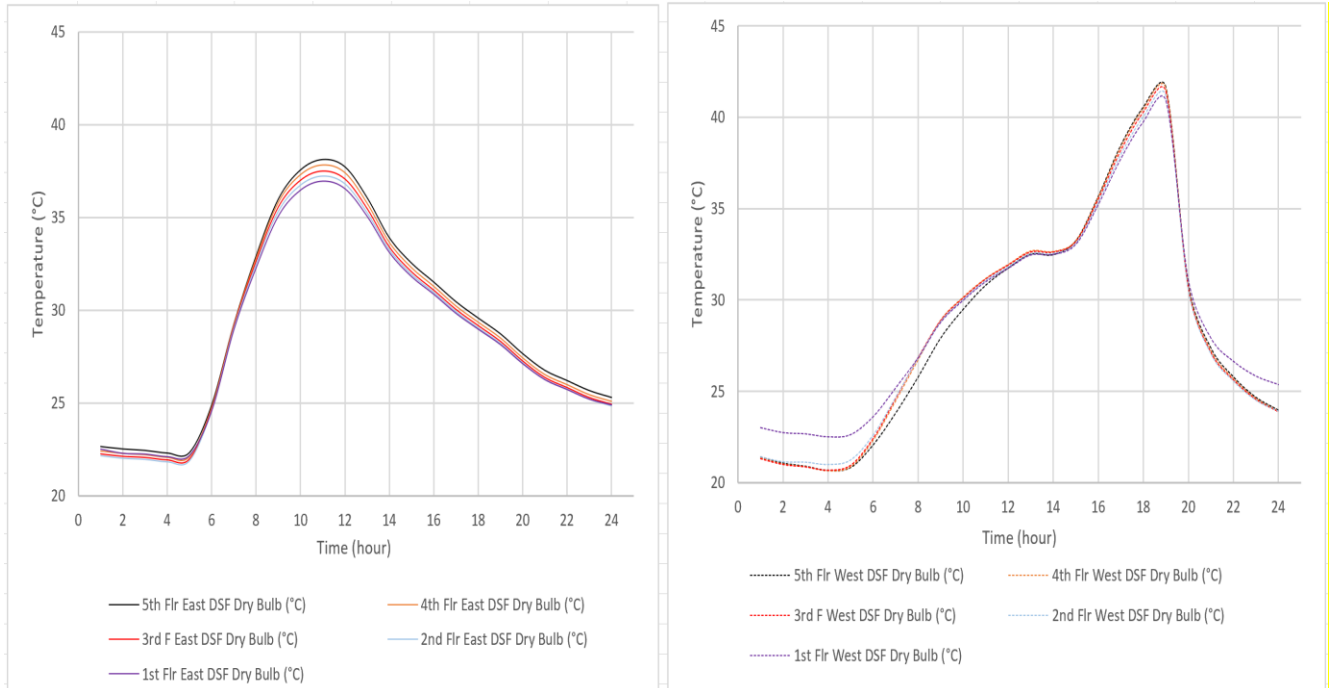 45
40
35
30
25
20
Temperature (°C)
0 2 4 6 8 10 12 14 16 18 20 22 24
Time (hour)
5th Flr East DSF Dry Bulb (°C) 4th Flr East DSF Dry Bulb (°C)
3rd F East DSF Dry Bulb (°C) 2nd Flr East DSF Dry Bulb (°C)
1st Flr East DSF Dry Bulb (°C)
45
40
35
30
25
20
Temperature (°C)
0 2 4 6 8 10 12 14 16 18 20 22 24
Time (hour)
5th Flr West DSF Dry Bulb (°C) 4th Flr West DSF Dry Bulb (°C)
3rd F West DSF Dry Bulb (°C) 2nd Flr West DSF Dry Bulb (°C)
1st Flr West DSF Dry Bulb (°C)